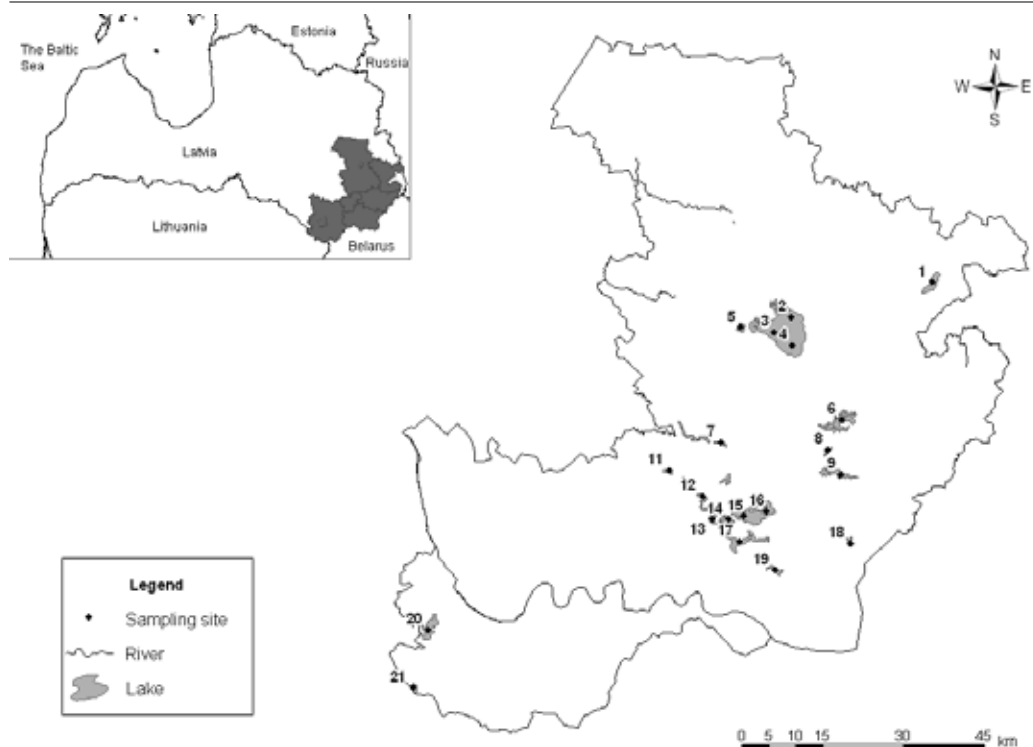 The Baltic
Sea
Estonia
Russia
Latvia
Lithuania
Belarus
N
W E
S
1
2
3
4
5
6
7
8
9
11
12
13
14
15
16
17
18
19
20
21
Legend
Sampling site
River
Lake
0 5 10 15 30 45 km